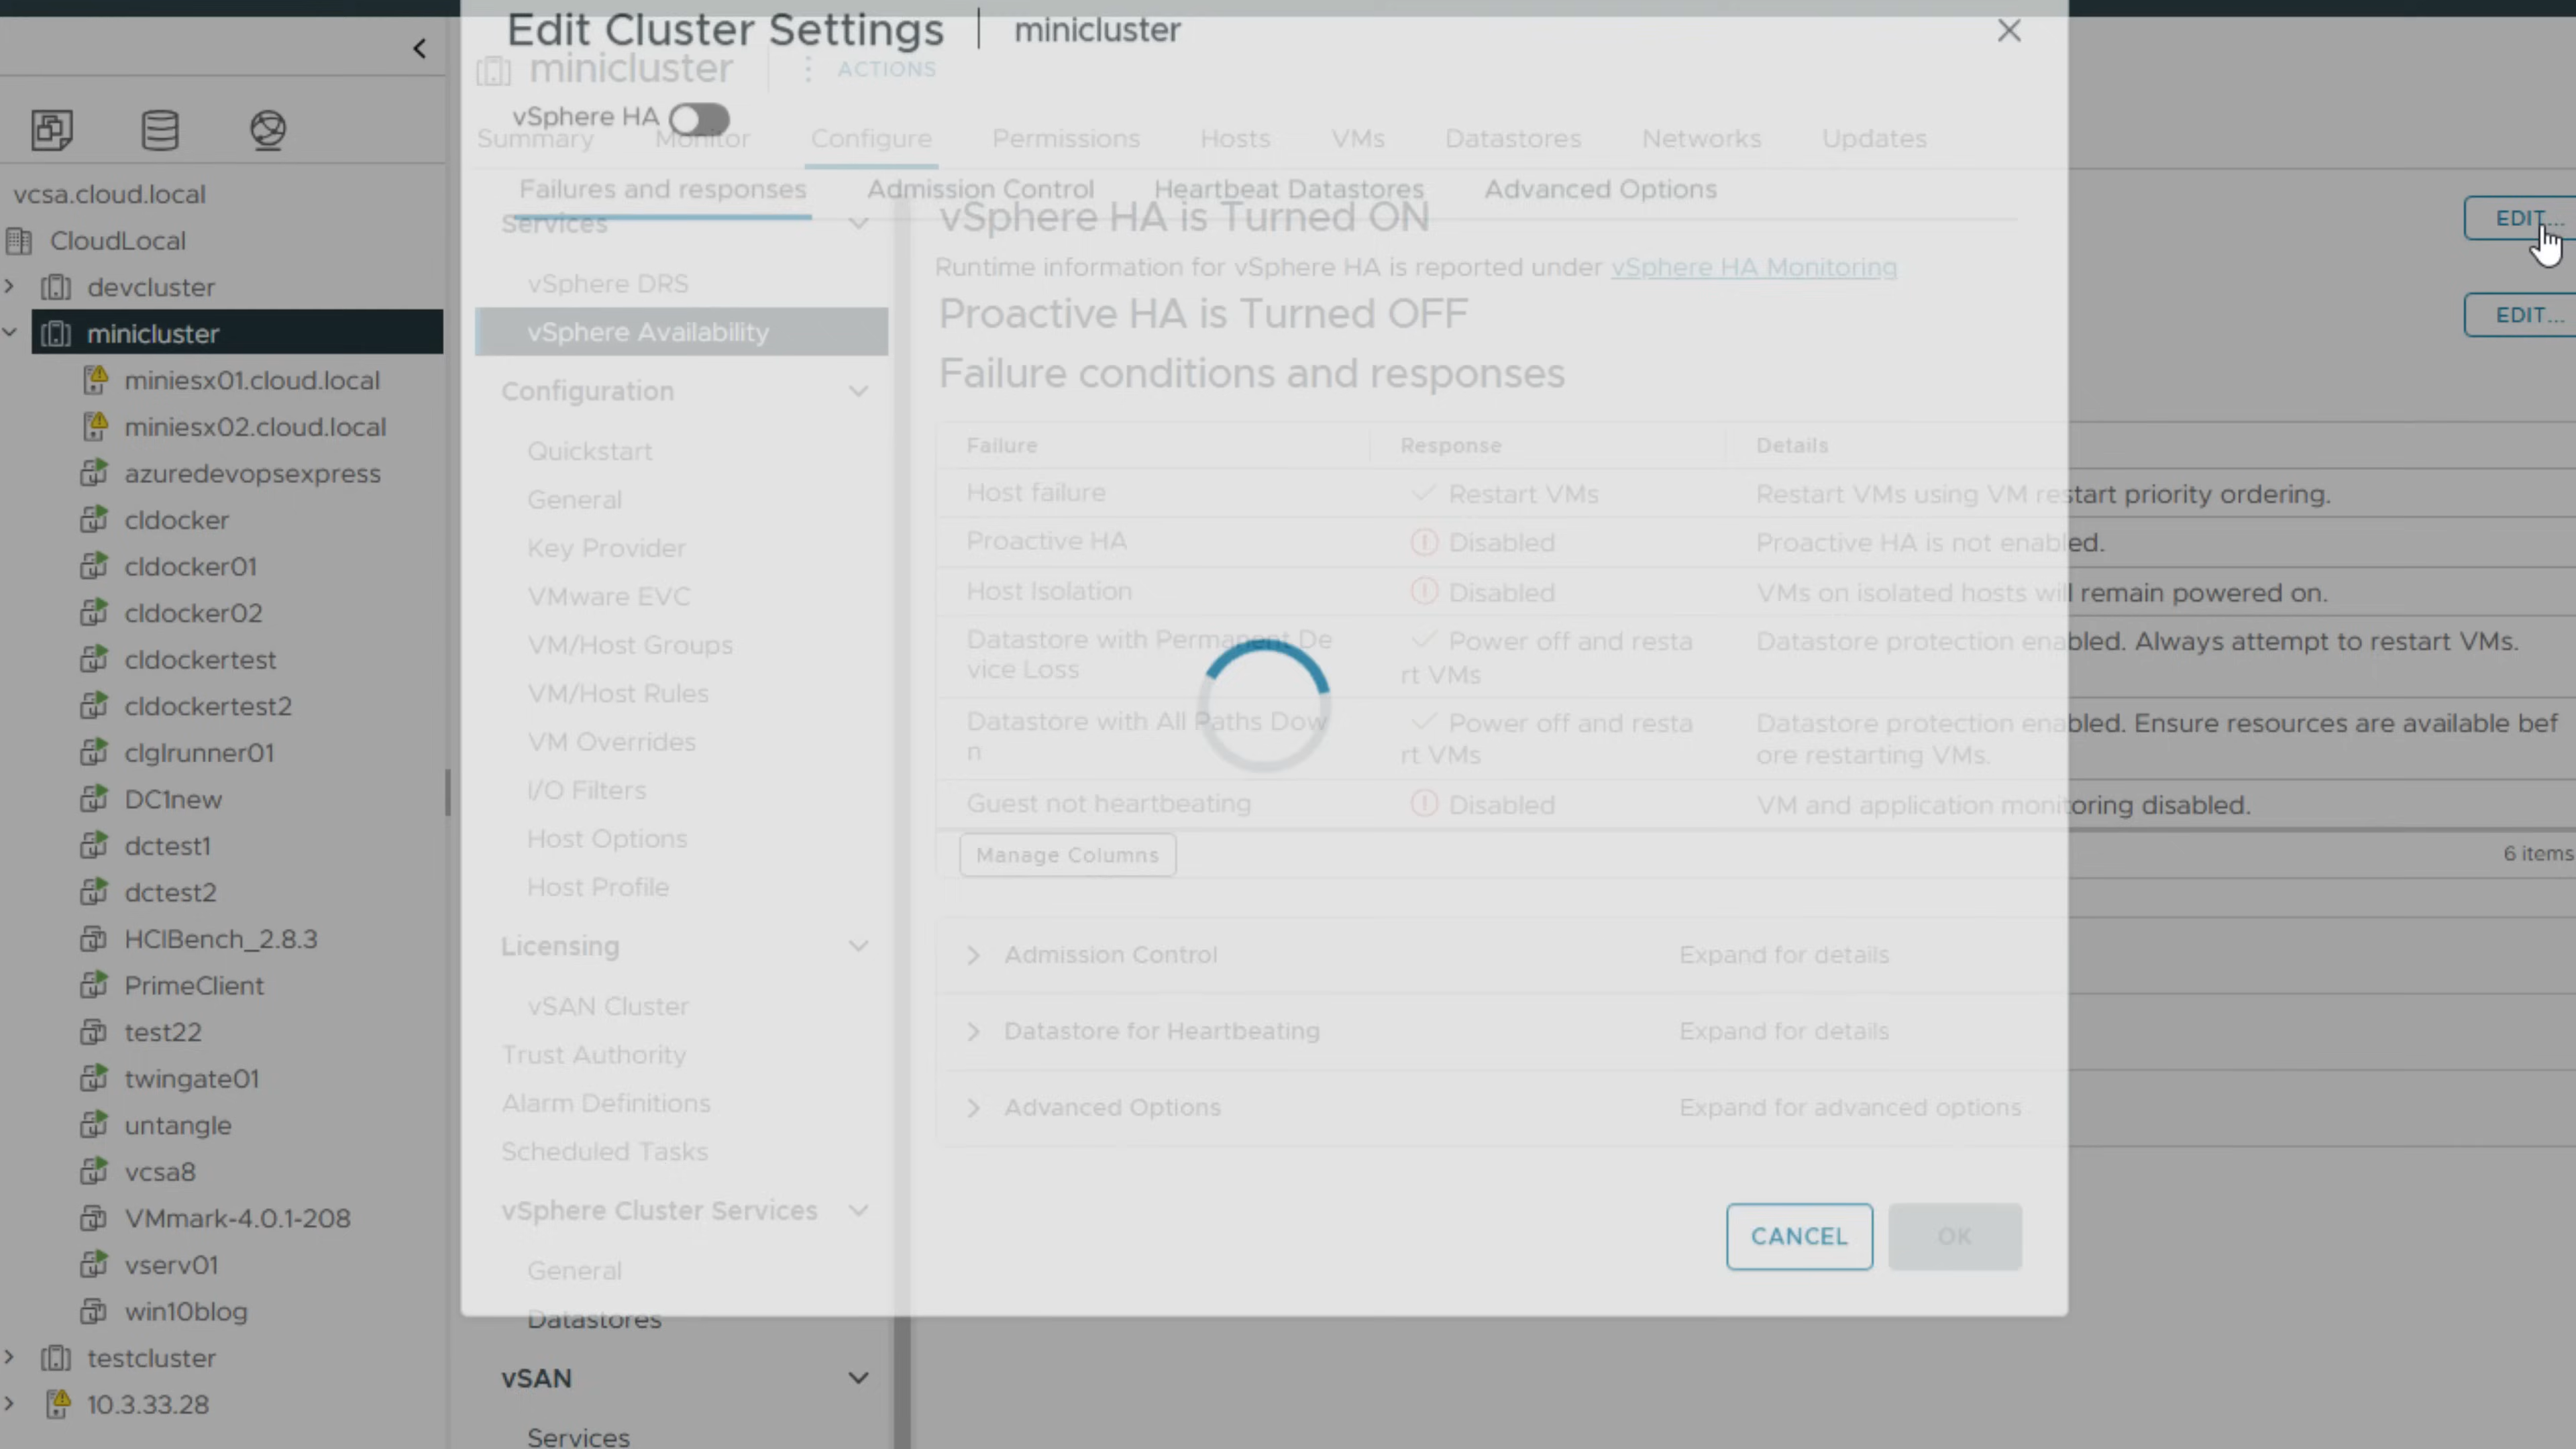 Edit Cluster Settings | minicluster
minicluster
ACTIONS
vSphere HA
Summary Monitor Configure Permissions Hosts VMs Datastores Networks Updates
Failures and responses Admission Control Heartbeat Datastores Advanced Options
vcsa.cloud.local
CloudLocal
devcluster
minicluster
miniesx01.cloud.local
miniesx02.cloud.local
azuredevopsexpress
cldocker
cldocker01
cldocker02
cldockertest
cldockertest2
clglrunner01
DC1new
dctest1
dctest2
HCIBench_2.8.3
PrimeClient
test22
twingate01
untangle
vcsa8
VMmark-4.0.1-208
vserv01
win10blog
testcluster
10.3.33.28
Services
vSphere DRS
vSphere Availability
Configuration
Quickstart
General
Key Provider
VMware EVC
VM/Host Groups
VM/Host Rules
VM Overrides
I/O Filters
Host Options
Host Profile
Licensing
vSAN Cluster
Trust Authority
Alarm Definitions
Scheduled Tasks
vSphere Cluster Services
General
Datastores
vSAN
Services
vSphere HA is Turned ON
EDIT...
Runtime information for vSphere HA is reported under vSphere HA Monitoring
Proactive HA is Turned OFF
EDIT...
Failure conditions and responses
Failure Response Details
Host failure Restart VMs Restart VMs using VM restart priority ordering.
Proactive HA Disabled Proactive HA is not enabled.
Host Isolation Disabled VMs on isolated hosts will remain powered on.
Datastore with Permanent De Power off and resta Datastore protection enabled. Always attempt to restart VMs.
vice Loss rt VMs
Datastore with All Paths Dow Power off and resta Datastore protection enabled. Ensure resources are available bef
n rt VMs ore restarting VMs.
Guest not heartbeating Disabled VM and application monitoring disabled.
Manage Columns
6 items
Admission Control Expand for details
Datastore for Heartbeating Expand for details
Advanced Options Expand for advanced options
CANCEL OK